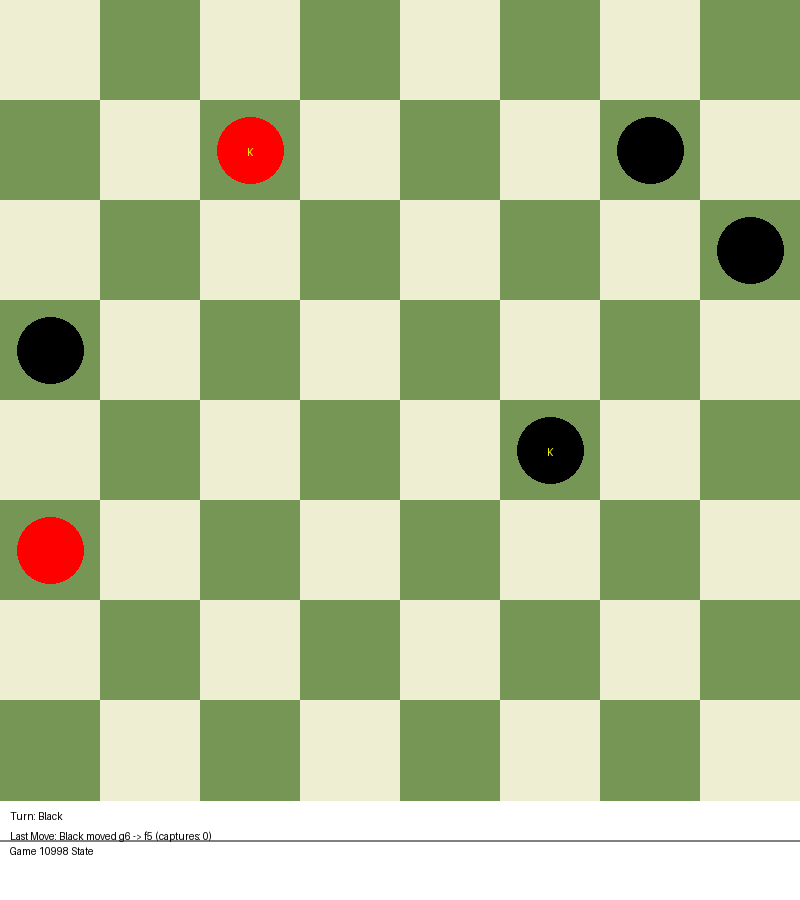 K
K
Turn: Black
Last Move: Black moved g6 -> f5 (captures: 0)
Game 10998 State